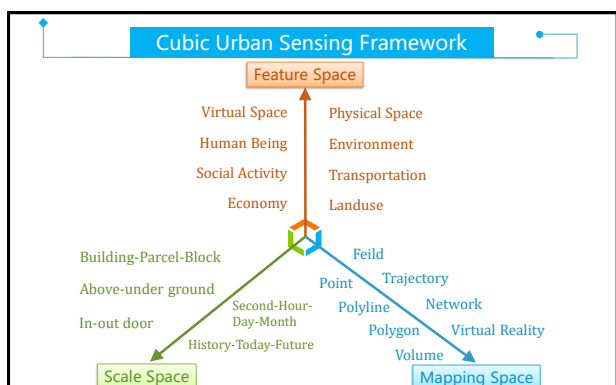 Cubic Urban Sensing Framework
Feature Space
Virtual Space
Physical Space
Human Being
Environment
Social Activity
Transportation
Economy
Landuse
Building-Parcel-Block
Above-under ground
In-out door
Second-Hour-
Day-Month
History-Today-Future
Scale Space
Feild
Point
Trajectory
Polyline
Network
Polygon
Virtual Reality
Volume
Mapping Space